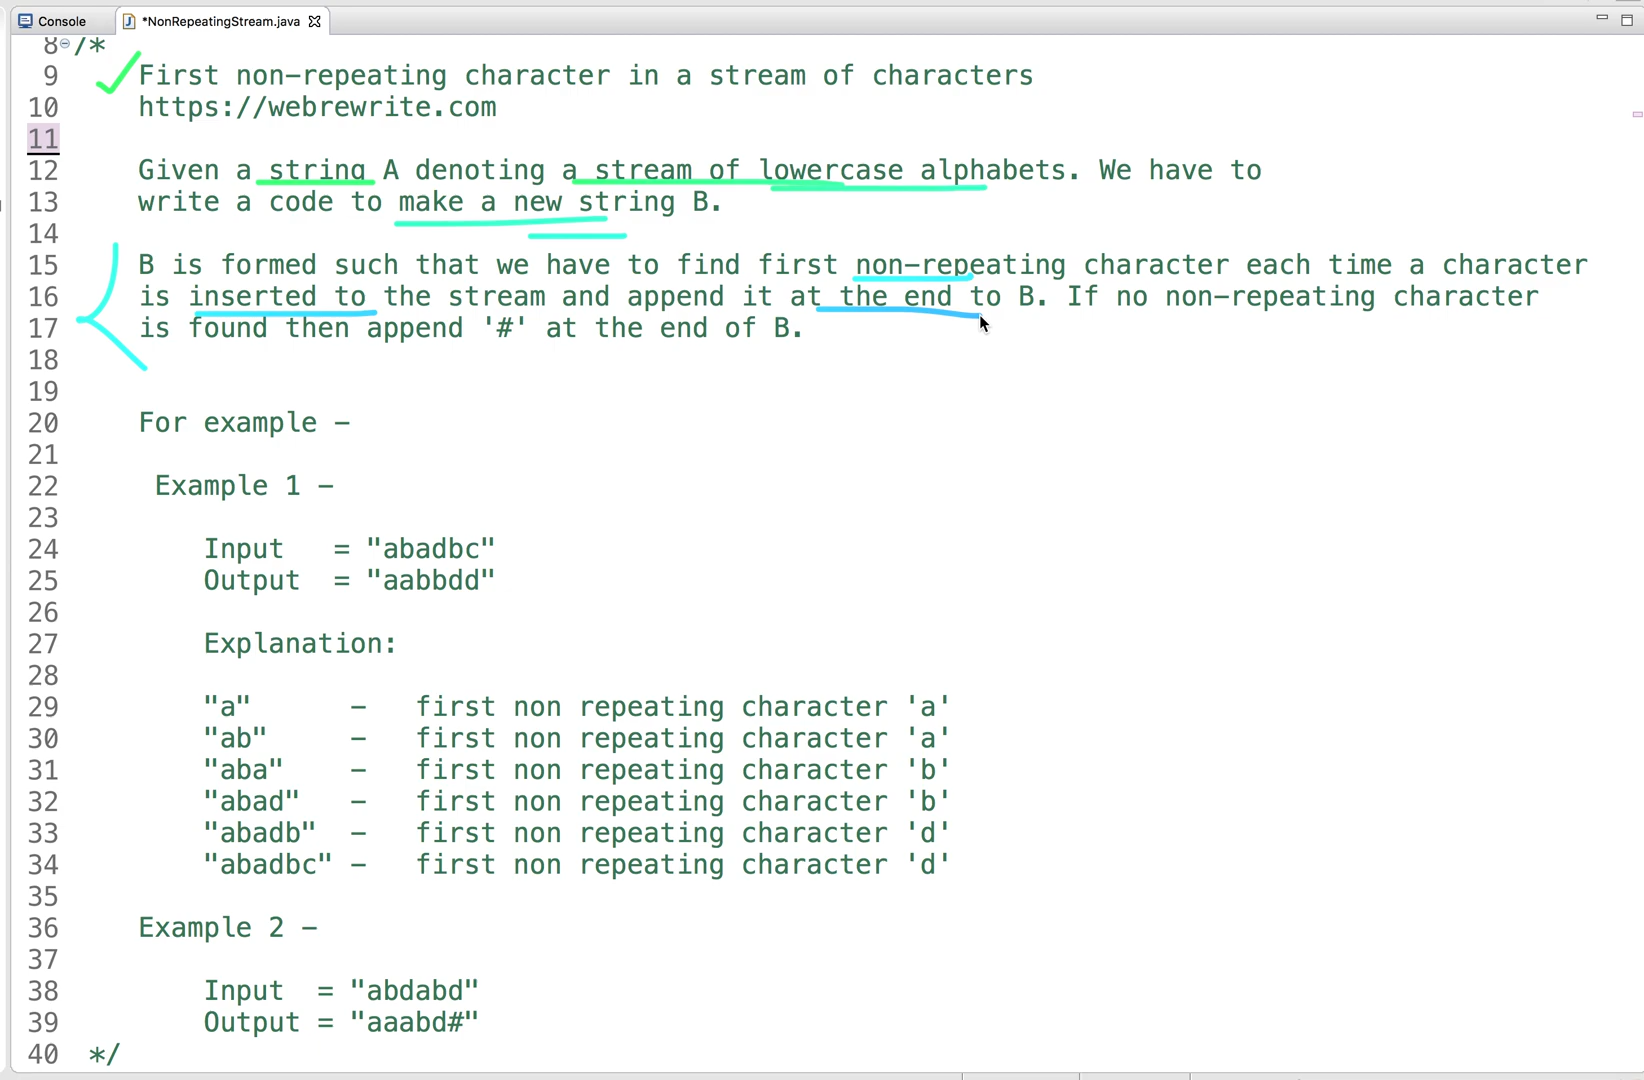 Console
*NonRepeatingStream.java
8 /*
9 First non-repeating character in a stream of characters
10 https://webrewrite.com
11
12 Given a string A denoting a stream of lowercase alphabets. We have to
13 write a code to make a new string B.
14
15 B is formed such that we have to find first non-repeating character each time a character
16 is inserted to the stream and append it at the end to B. If no non-repeating character
17 is found then append '#' at the end of B.
18
19
20 For example -
21
22 Example 1 -
23
24 Input = "abadbc"
25 Output = "aabbdd"
26
27 Explanation:
28
29 "a" - first non repeating character 'a'
30 "ab" - first non repeating character 'a'
31 "aba" - first non repeating character 'b'
32 "abad" - first non repeating character 'b'
33 "abadb" - first non repeating character 'd'
34 "abadbc" - first non repeating character 'd'
35
36 Example 2 -
37
38 Input = "abdabd"
39 Output = "aaabd#"
40 */